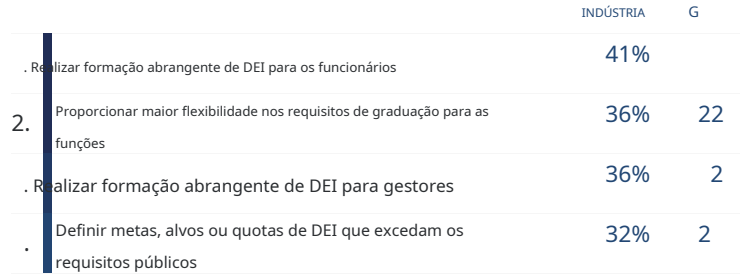 INDÚSTRIA G
. Realizar formação abrangente de DEI para os funcionários 41%
2. Proporcionar maior flexibilidade nos requisitos de graduação para as 36% 22
funções
. Realizar formação abrangente de DEI para gestores 36% 2
. Definir metas, alvos ou quotas de DEI que excedam os 32% 2
requisitos públicos